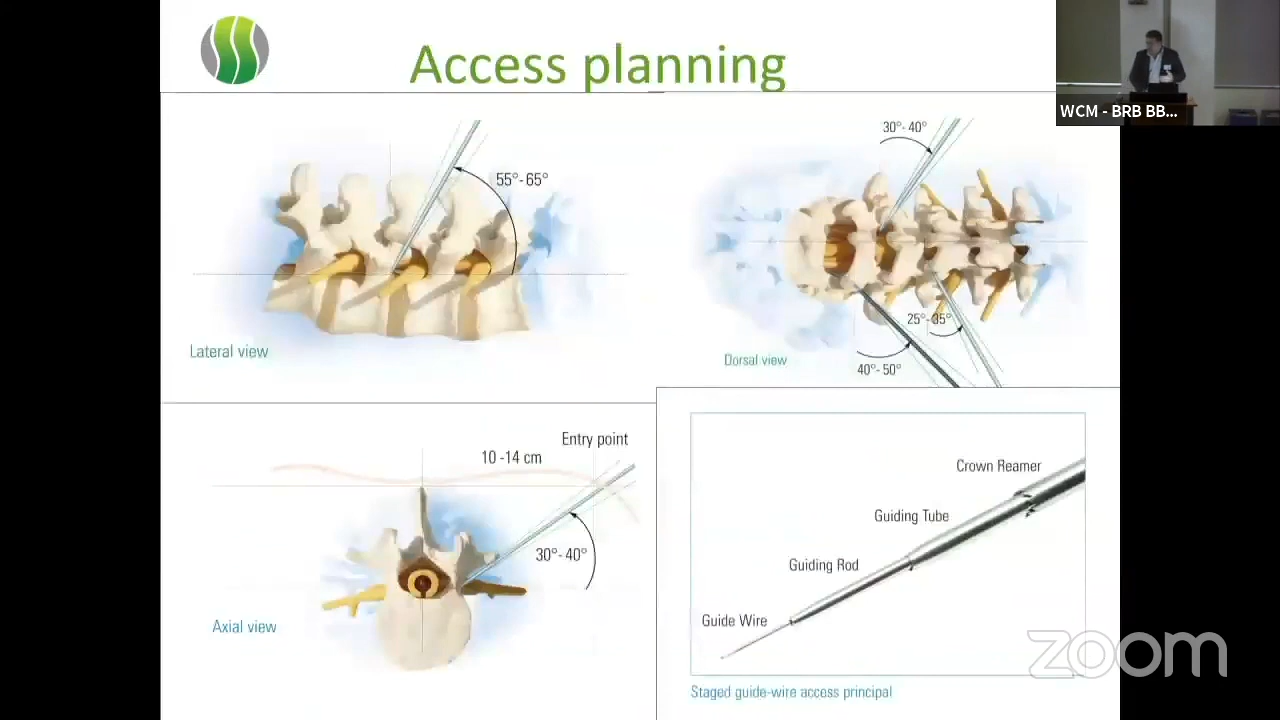 Access planning
WCM - BRB BB...
55°-65°
Lateral view
30°-40°
25°-35°
40°-50°
Dorsal view
Entry point
10 -14 cm
30°-40°
Axial view
Crown Reamer
Guiding Tube
Guiding Rod
Guide Wire
Staged guide-wire access principal
zoom